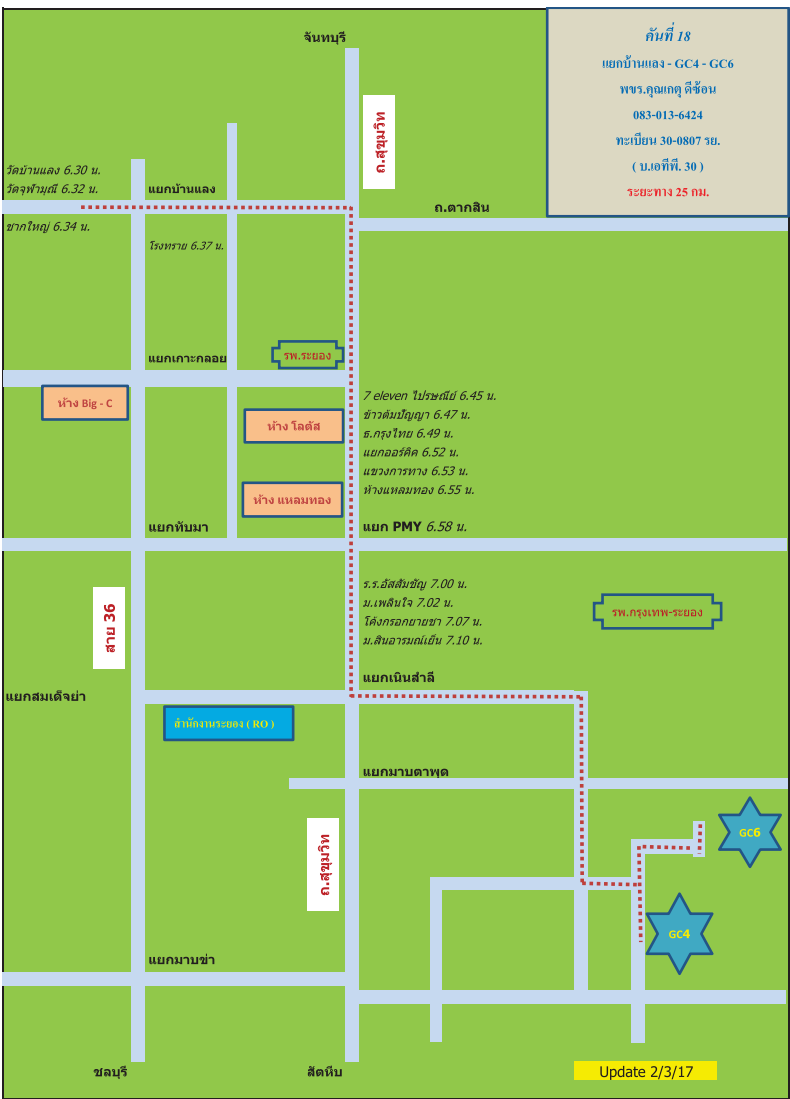 จันทบุรี
คันที่ 18
แยกบ้านแลง - GC4 - GC6
พขร.คุณเกตุ ดีซ้อน
083-013-6424
ทะเบียน 30-0807 รย.
( บ.เอทีพี. 30 )
ระยะทาง 25 กม.
ถ.สุขุมวิท
วัดบ้านแลง 6.30 น.
วัดจุฬามุณี 6.32 น.
แยกบ้านแลง
ถ.ตากสิน
ซากใหญ่ 6.34 น.
โรงทราย 6.37 น.
แยกเกาะกลอย
รพ.ระยอง
ห้าง Big - C
ห้าง โลตัส
ห้าง แหลมทอง
7 eleven ไปรษณีย์ 6.45 น.
ข้าวต้มปัญญา 6.47 น.
ธ.กรุงไทย 6.49 น.
แยกออร์คิด 6.52 น.
แขวงการทาง 6.53 น.
ห้างแหลมทอง 6.55 น.
แยกทับมา
แยก PMY 6.58 น.
สาย 36
ร.ร.อัสสัมชัญ 7.00 น.
ม.เพลินใจ 7.02 น.
โค้งกรอกยายชา 7.07 น.
ม.สินอารมณ์เย็น 7.10 น.
รพ.กรุงเทพ-ระยอง
แยกเนินสำลี
แยกสมเด็จย่า
สำนักงานระยอง ( RO )
แยกมาบตาพุด
ถ.สุขุมวิท
GC6
GC4
แยกมาบข่า
ชลบุรี
สัตหีบ
Update 2/3/17